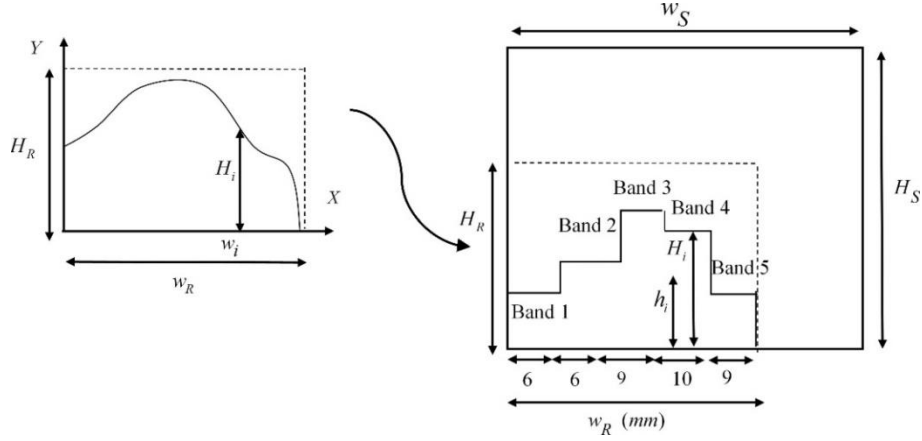 Y
H_R
H_i
X
w_i
w_R
w_S
H_S
H_R
Band 3
Band 2
Band 4
H_i
Band 5
h_i
Band 1
6 6 9 10 9
w_R (mm)